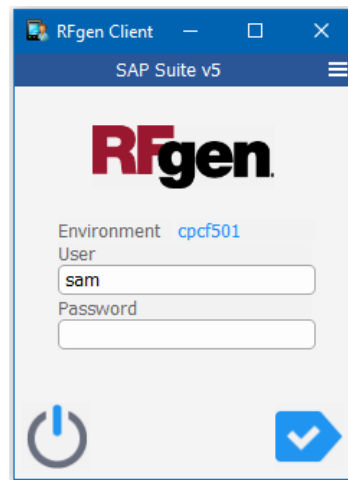 RFgen Client
SAP Suite v5
RFgen.
Environment cpcf501
User
sam
Password